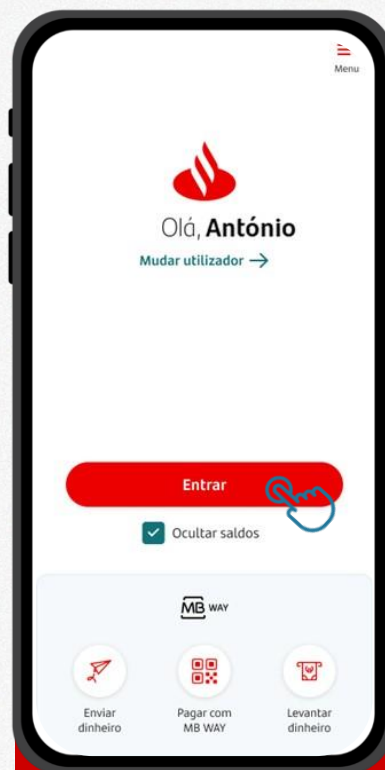 Menu
Olá, António
Mudar utilizador →
Entrar
Ocultar saldos
MB WAY
Enviar
dinheiro
Pagar com
MB WAY
Levantar
dinheiro